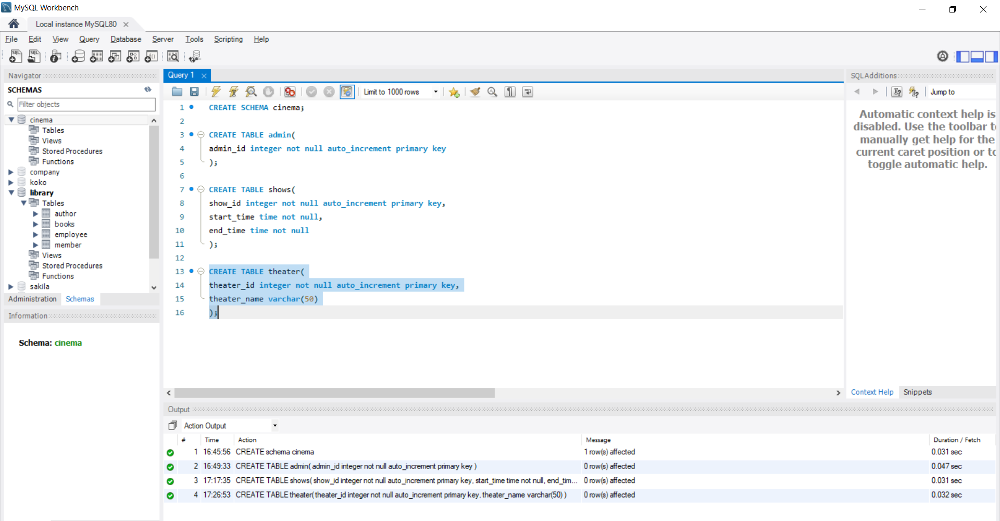 MySQL Workbench
Local instance MySQL80
File Edit View Query Database Server Tools Scripting Help
Navigator
SCHEMAS
Filter objects
cinema
Tables
Views
Stored Procedures
Functions
company
koko
library
Tables
author
books
employee
member
Views
Stored Procedures
Functions
sakila
Administration Schemas
Information
Schema: cinema
Query 1
Limit to 1000 rows
1 CREATE SCHEMA cinema;
2
3 CREATE TABLE admin(
4 admin_id integer not null auto_increment primary key
5 );
6
7 CREATE TABLE shows(
8 show_id integer not null auto_increment primary key,
9 start_time time not null,
10 end_time time not null
11 );
12
13 CREATE TABLE theater(
14 theater_id integer not null auto_increment primary key,
15 theater_name varchar(50)
16 );
SQLAdditions
Jump to
Automatic context help is
disabled. Use the toolbar t
manually get help for the
current caret position or to
toggle automatic help.
Context Help Snippets
Output
Action Output
# Time Action Message Duration / Fetch
1 16:45:56 CREATE schema cinema 1 row(s) affected 0.031 sec
2 16:49:33 CREATE TABLE admin( admin_id integer not null auto_increment primary key ) 0 row(s) affected 0.047 sec
3 17:17:35 CREATE TABLE shows( show_id integer not null auto_increment primary key, start_time time not null, end_tim... 0 row(s) affected 0.031 sec
4 17:26:53 CREATE TABLE theater( theater_id integer not null auto_increment primary key, theater_name varchar(50) ) 0 row(s) affected 0.032 sec